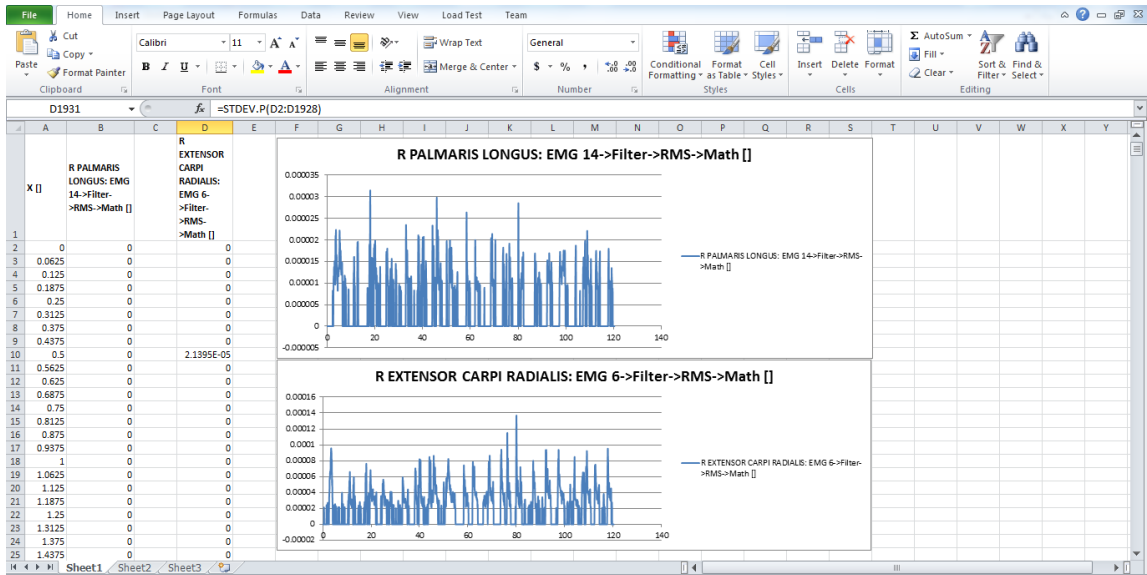 File Home Insert Page Layout Formulas Data Review View Load Test Team
Cut
Copy
Format Painter
Paste
Clipboard
Calibri 11 A A
B I U A
Font
Wrap Text
Merge & Center
Alignment
General
$ % , .0 .00 .00 .0
Number
Conditional Formatting
Format as Table
Cell Styles
Styles
Insert Delete Format
Cells
Σ AutoSum
Fill
Clear
Sort & Filter
Find & Select
Editing
D1931 fx =STDEV.P(D2:D1928)
A B C D E F G H I J K L M N O P Q R S T U V W X Y
1 X []
R PALMARIS
LONGUS: EMG
14->Filter-
>RMS->Math []
R
EXTENSOR
CARPI
RADIALIS:
EMG 6-
>Filter-
>RMS-
>Math []
2 0 0 0
3 0.0625 0 0
4 0.125 0 0
5 0.1875 0 0
6 0.25 0 0
7 0.3125 0 0
8 0.375 0 0
9 0.4375 0 0
10 0.5 0 2.1395E-05
11 0.5625 0 0
12 0.625 0 0
13 0.6875 0 0
14 0.75 0 0
15 0.8125 0 0
16 0.875 0 0
17 0.9375 0 0
18 1 0 0
19 1.0625 0 0
20 1.125 0 0
21 1.1875 0 0
22 1.25 0 0
23 1.3125 0 0
24 1.375 0 0
25 1.4375 0 0
R PALMARIS LONGUS: EMG 14->Filter->RMS->Math []
0.000035
0.00003
0.000025
0.00002
0.000015
0.00001
0.000005
0
-0.000005
0 20 40 60 80 100 120 140
R PALMARIS LONGUS: EMG 14->Filter->RMS-
>Math []
R EXTENSOR CARPI RADIALIS: EMG 6->Filter->RMS->Math []
0.00016
0.00014
0.00012
0.0001
0.00008
0.00006
0.00004
0.00002
0
-0.00002
0 20 40 60 80 100 120 140
R EXTENSOR CARPI RADIALIS: EMG 6->Filter-
>RMS->Math []
Sheet1 Sheet2 Sheet3